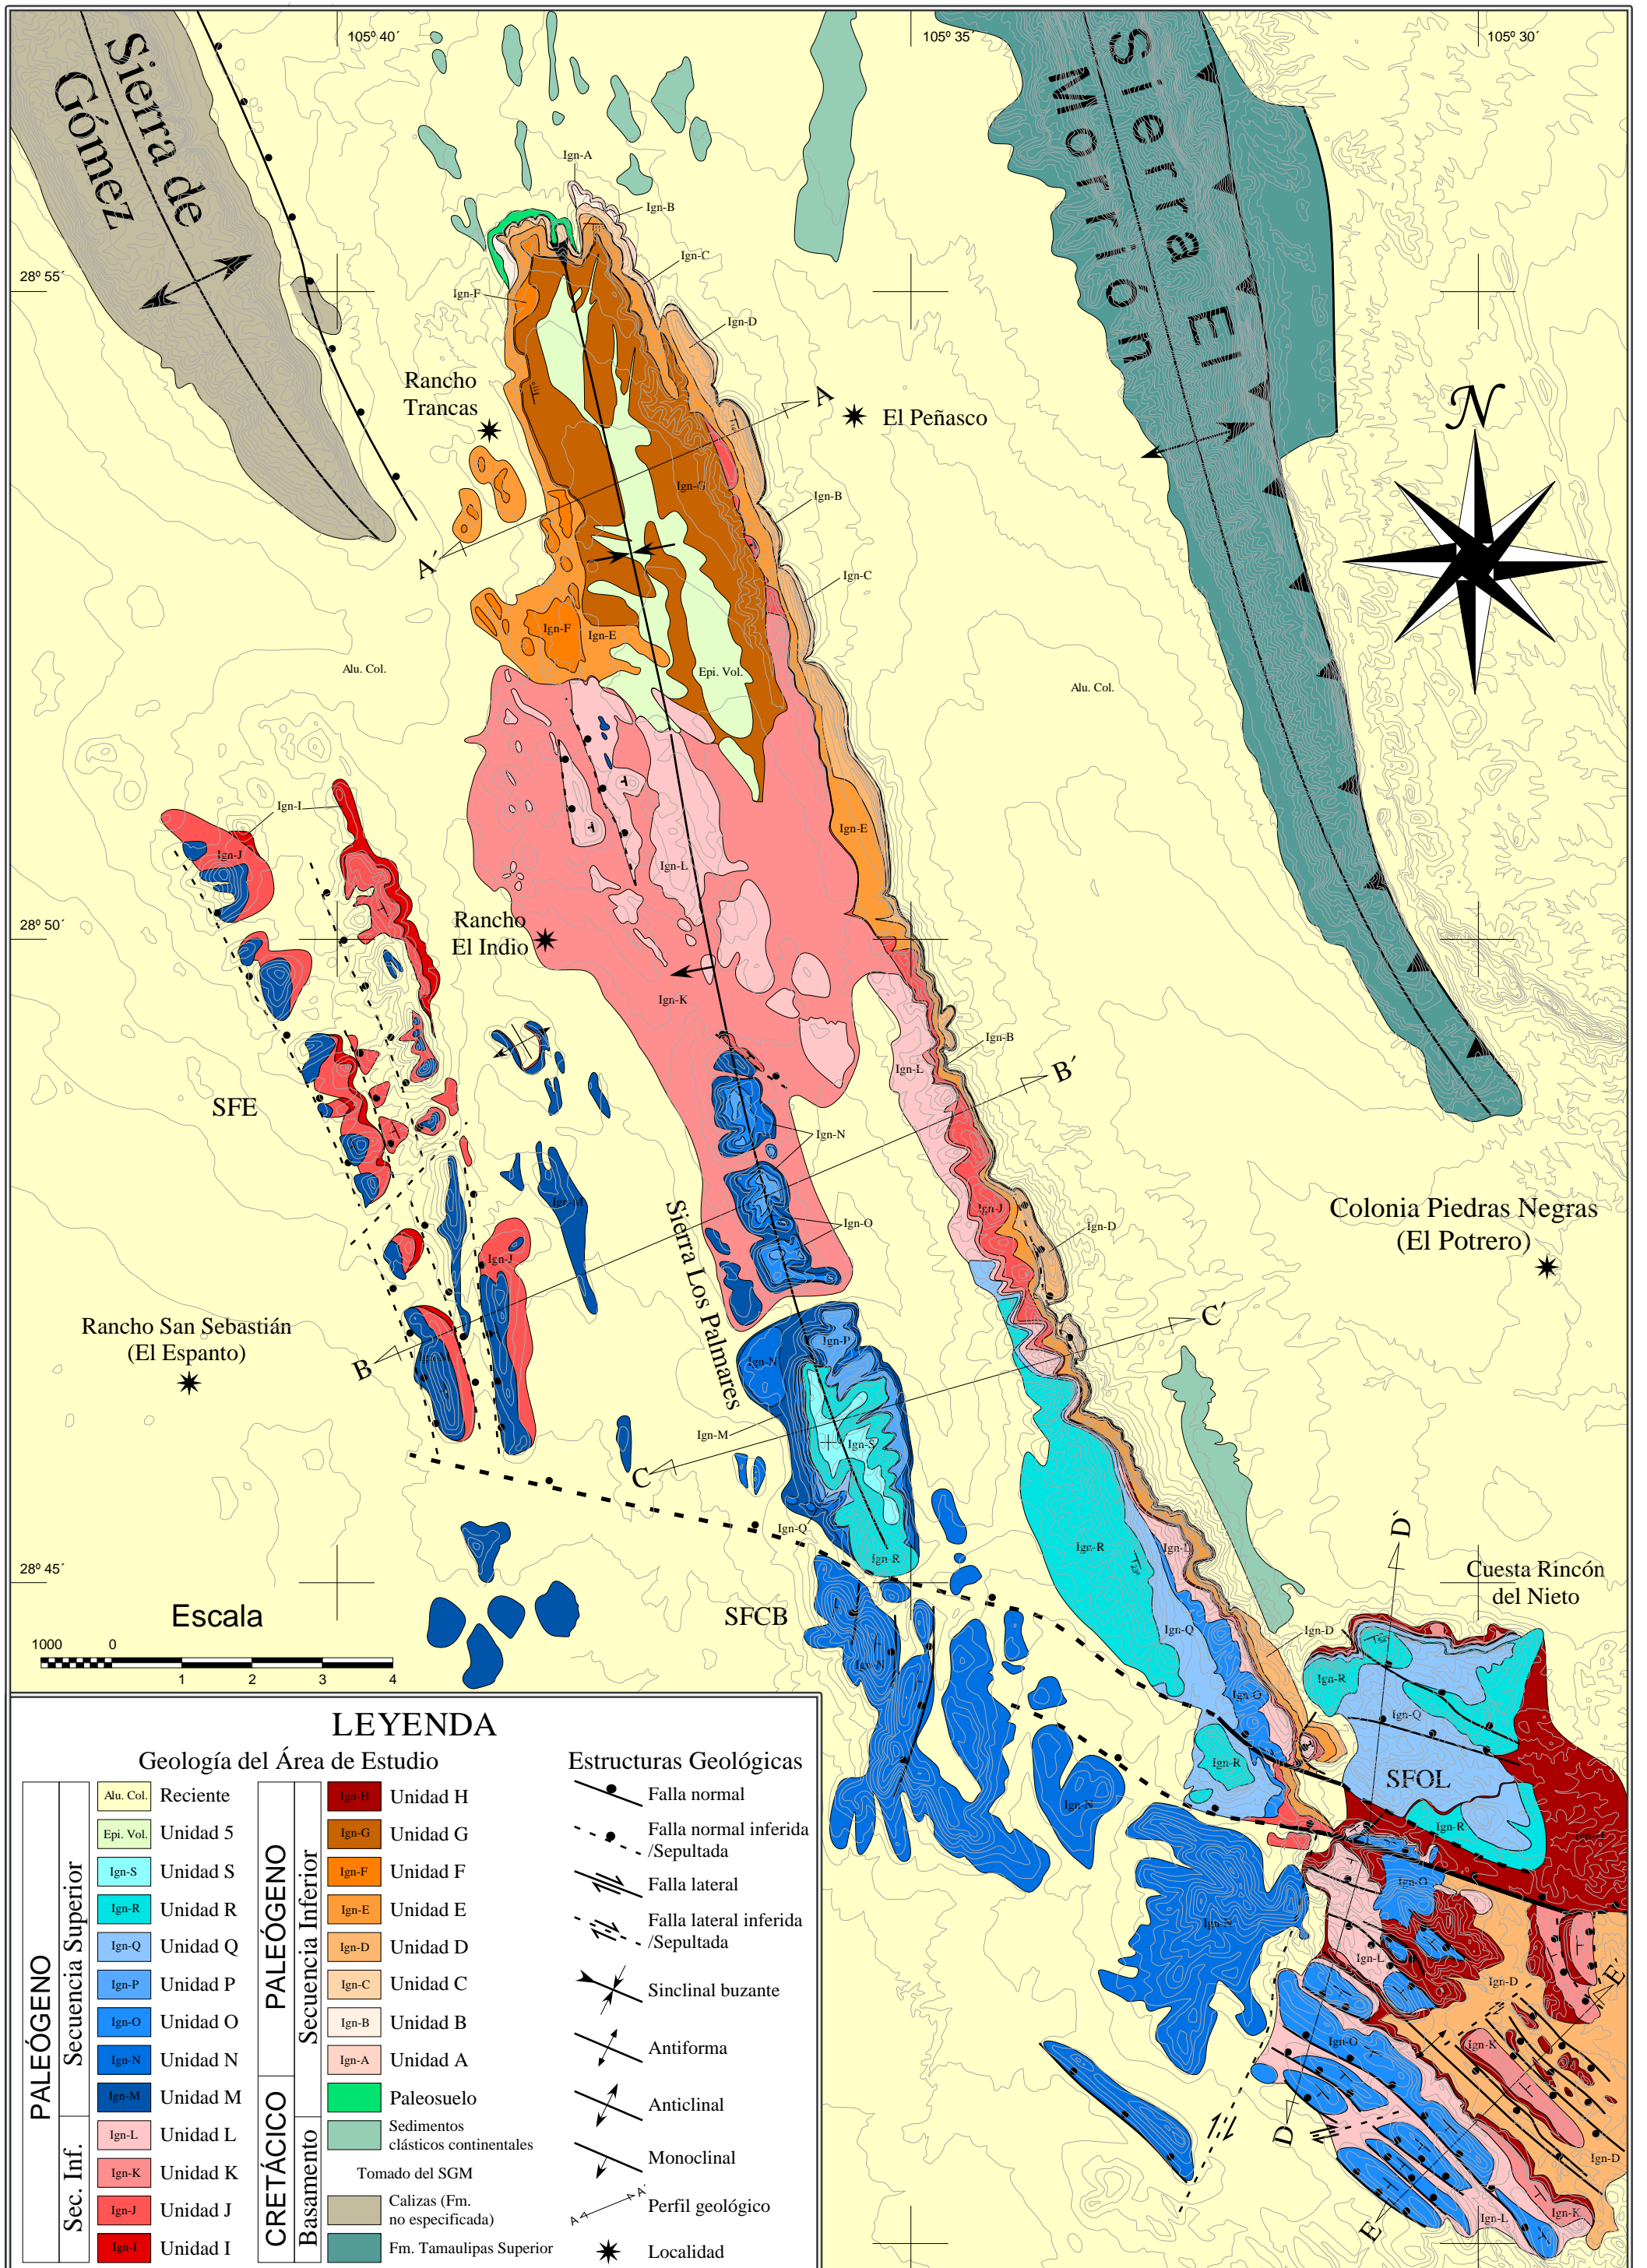 105º 40´
105º 35´
105º 30´
Sierra de
Gómez
Sierra El
Morrión
Ign-A
Ign-B
Ign-C
28º 55´
Ign-F
Ign-D
N
Rancho
Trancas
A
El Peñasco
Ign-G
Ign-B
A´
Ign-C
Ign-F
Ign-E
Alu. Col.
Epi. Vol.
Alu. Col.
Ign-I
Ign-E
Ign-J
Ign-L
Rancho
El Indio
28º 50´
Ign-K
Ign-B
Ign-L
B´
SFE
Ign-N
Ign-M
Ign-J
Colonia Piedras Negras
(El Potrero)
Ign-O
Ign-D
Ign-J
Sierra Los Palmares
C´
Rancho San Sebastián
(El Espanto)
Ign-P
B
Ign-M
Ign-N
Ign-M
Ign-S
C
D`
Ign-Q
Ign-R
Ign-R
Ign-L
28º 45´
Cuesta Rincón
del Nieto
Escala
SFCB
1000
0
1
2
3
4
Ign-Q
Ign-D
Ign-N
Ign-R
Ign-O
Ign-Q
Ign-R
SFOL
Ign-N
Ign-R
Ign-H
Ign-O
Ign-N
Ign-L
Ign-D
E´
Ign-O
Ign-K
D
Ign-D
E
Ign-L
Ign-K
LEYENDA
Geología del Área de Estudio
PALEÓGENO
Secuencia Superior
Alu. Col. Reciente
Epi. Vol. Unidad 5
Ign-S Unidad S
Ign-R Unidad R
Ign-Q Unidad Q
Ign-P Unidad P
Ign-O Unidad O
Ign-N Unidad N
Ign-M Unidad M
Sec. Inf.
Ign-L Unidad L
Ign-K Unidad K
Ign-J Unidad J
Ign-I Unidad I
PALEÓGENO
Secuencia Inferior
Ign-H Unidad H
Ign-G Unidad G
Ign-F Unidad F
Ign-E Unidad E
Ign-D Unidad D
Ign-C Unidad C
Ign-B Unidad B
Ign-A Unidad A
CRETÁCICO
Paleosuelo
Basamento
Sedimentos
clásticos continentales
Tomado del SGM
Calizas (Fm.
no especificada)
Fm. Tamaulipas Superior
Estructuras Geológicas
Falla normal
Falla normal inferida
/Sepultada
Falla lateral
Falla lateral inferida
/Sepultada
Sinclinal buzante
Antiforma
Anticlinal
Monoclinal
A A´ Perfil geológico
Localidad